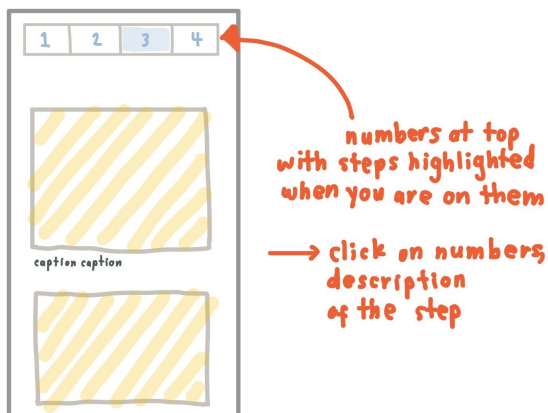 1 2 3 4
numbers at top
with steps highlighted
when you are on them
caption caption
→ click on numbers,
description
of the step